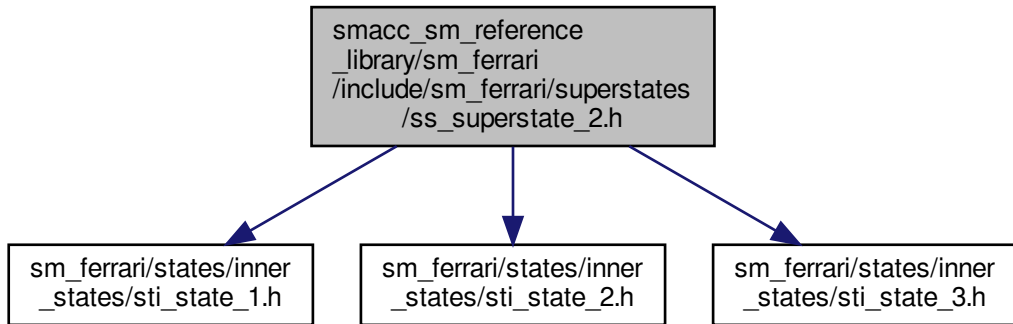 smacc_sm_reference
_library/sm_ferrari
/include/sm_ferrari/superstates
/ss_superstate_2.h
sm_ferrari/states/inner
_states/sti_state_1.h
sm_ferrari/states/inner
_states/sti_state_2.h
sm_ferrari/states/inner
_states/sti_state_3.h